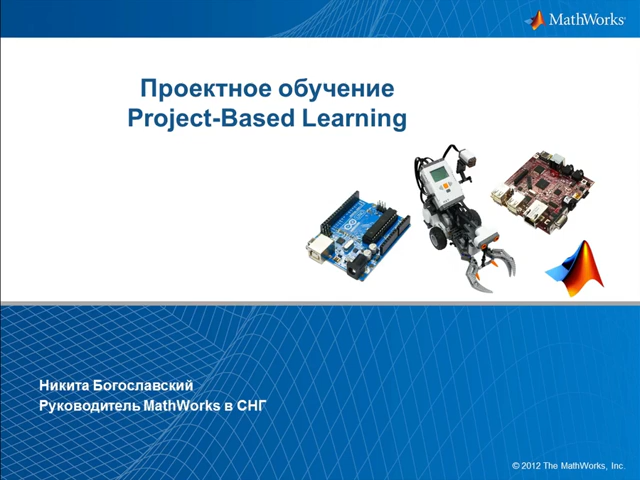 MathWorks
Проектное обучение
Project-Based Learning
Никита Богославский
Руководитель MathWorks в СНГ
© 2012 The MathWorks, Inc.